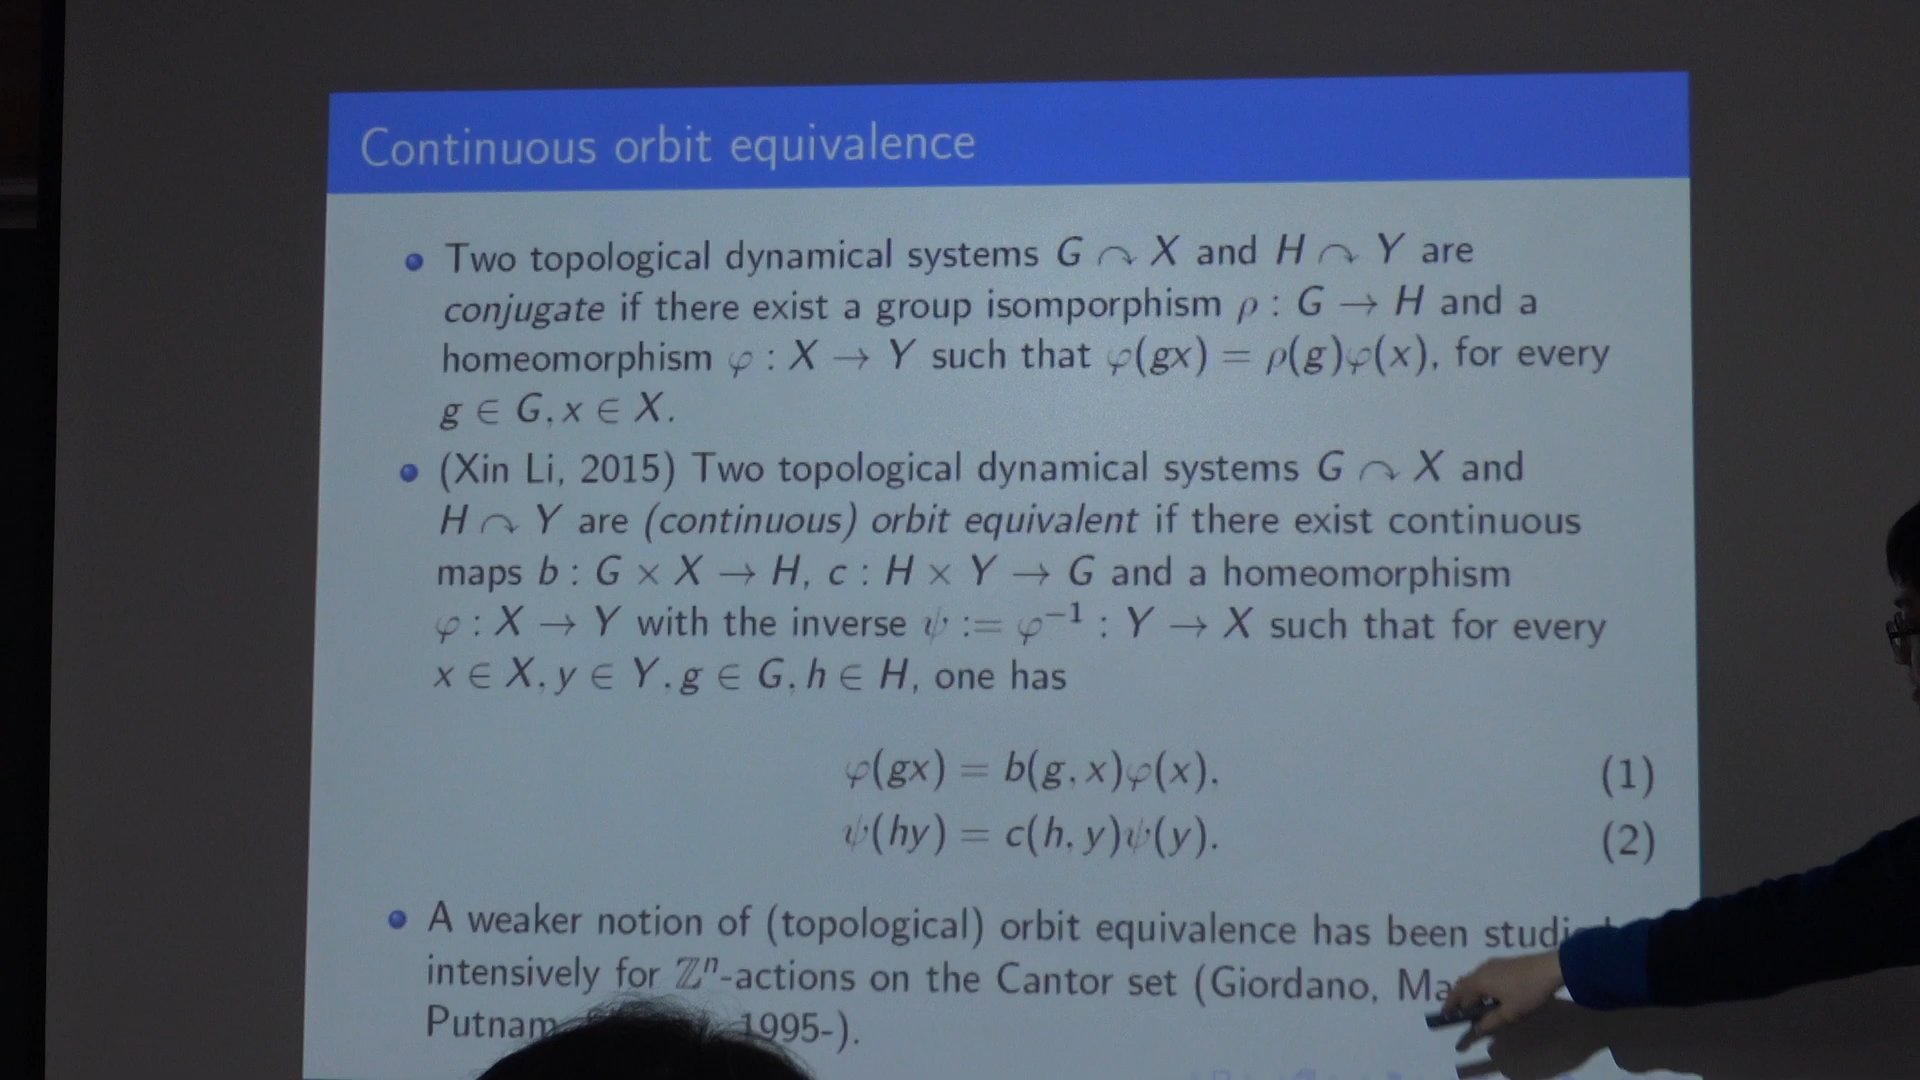 Continuous orbit equivalence
Two topological dynamical systems G ↷ X and H ↷ Y are
conjugate if there exist a group isomporphism ρ : G → H and a
homeomorphism φ : X → Y such that φ(gx) = ρ(g)φ(x), for every
g ∈ G, x ∈ X.
(Xin Li, 2015) Two topological dynamical systems G ↷ X and
H ↷ Y are (continuous) orbit equivalent if there exist continuous
maps b : G × X → H, c : H × Y → G and a homeomorphism
φ : X → Y with the inverse ψ := φ⁻¹ : Y → X such that for every
x ∈ X, y ∈ Y, g ∈ G, h ∈ H, one has
φ(gx) = b(g, x)φ(x), (1)
ψ(hy) = c(h, y)ψ(y). (2)
A weaker notion of (topological) orbit equivalence has been
intensively for ℤⁿ-actions on the Cantor set (Giordano,
Putnam 1995-).